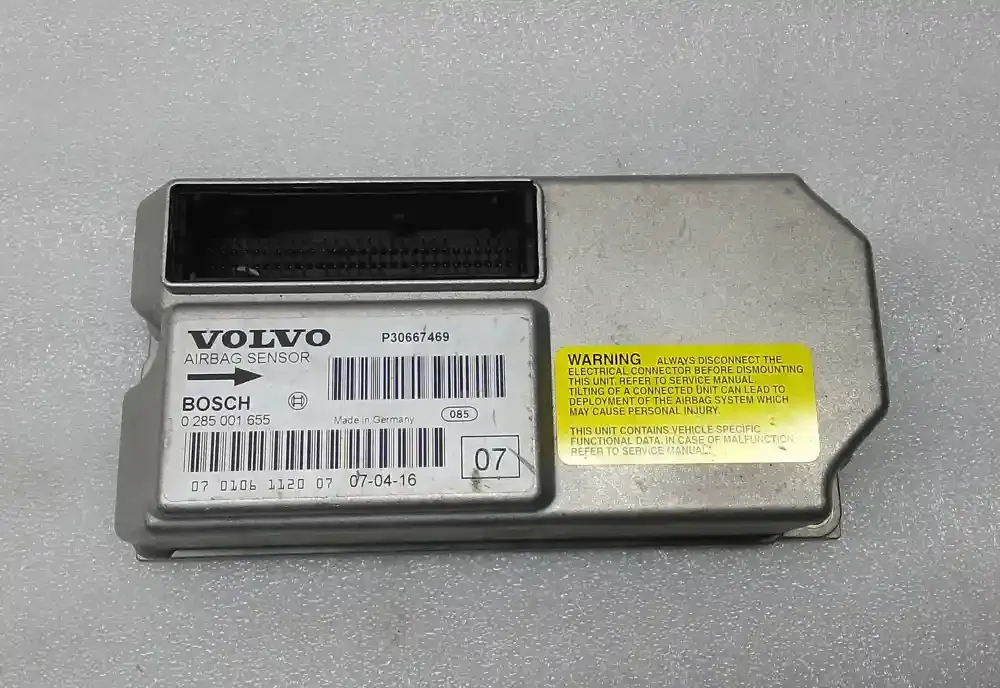 VOLVO
P30667469
AIRBAG SENSOR
BOSCH
0 285 001 655
Made in Germany
085
07 0106 1120 07
07-04-16
07
WARNING ALWAYS DISCONNECT THE
ELECTRICAL CONNECTOR BEFORE DISMOUNTING
THIS UNIT. REFER TO SERVICE MANUAL.
TILTING OF A CONNECTED UNIT CAN LEAD TO
DEPLOYMENT OF THE AIRBAG SYSTEM WHICH
MAY CAUSE PERSONAL INJURY.
THIS UNIT CONTAINS VEHICLE SPECIFIC
FUNCTIONAL DATA. IN CASE OF MALFUNCTION
REFER TO SERVICE MANUAL.